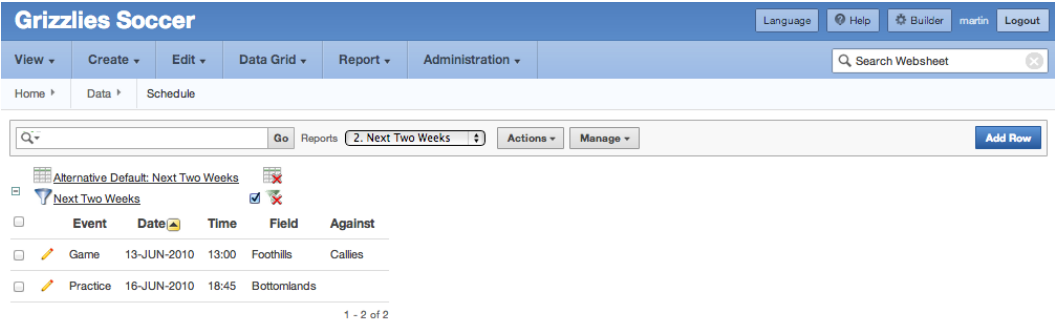 Grizzlies Soccer
Language Help Builder martin Logout
View Create Edit Data Grid Report Administration Search Websheet
Home Data Schedule
Go Reports 2. Next Two Weeks Actions Manage Add Row
Alternative Default: Next Two Weeks
Next Two Weeks
Event Date Time Field Against
Game 13-JUN-2010 13:00 Foothills Callies
Practice 16-JUN-2010 18:45 Bottomlands
1 - 2 of 2